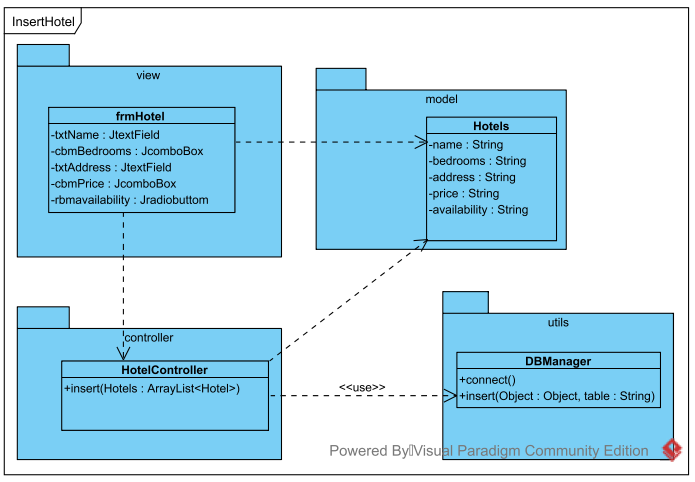 InsertHotel
view
frmHotel
-txtName : JtextField
-cbmBedrooms : JcomboBox
-txtAddress : JtextField
-cbmPrice : JcomboBox
-rbmavailability : Jradiobuttom
model
Hotels
-name : String
-bedrooms : String
-address : String
-price : String
-availability : String
controller
HotelController
+insert(Hotels : ArrayList<Hotel>)
<<use>>
utils
DBManager
+connect()
+insert(Object : Object, table : String)
Powered By Visual Paradigm Community Edition